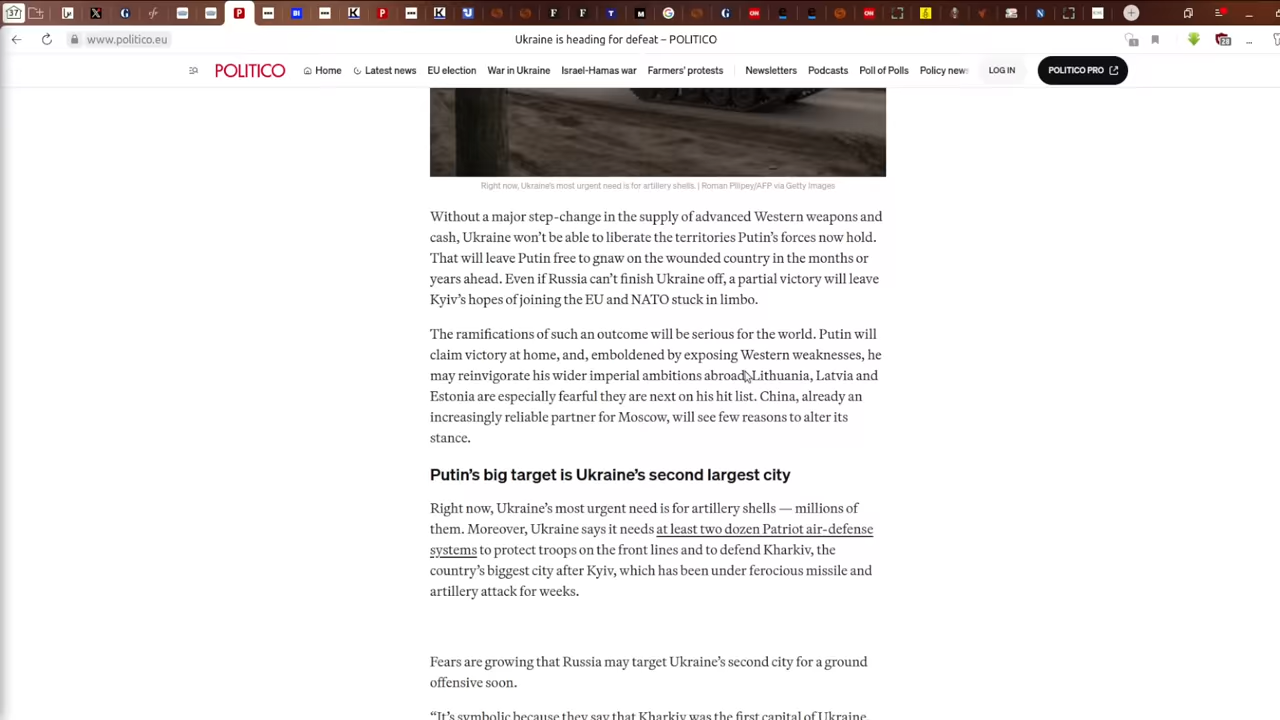 37
www.politico.eu
Ukraine is heading for defeat – POLITICO
28
POLITICO Home Latest news EU election War in Ukraine Israel-Hamas war Farmers' protests Newsletters Podcasts Poll of Polls Policy news LOG IN POLITICO PRO
Right now, Ukraine's most urgent need is for artillery shells. | Roman Pilipey/AFP via Getty Images
Without a major step-change in the supply of advanced Western weapons and
cash, Ukraine won't be able to liberate the territories Putin's forces now hold.
That will leave Putin free to gnaw on the wounded country in the months or
years ahead. Even if Russia can't finish Ukraine off, a partial victory will leave
Kyiv's hopes of joining the EU and NATO stuck in limbo.
The ramifications of such an outcome will be serious for the world. Putin will
claim victory at home, and, emboldened by exposing Western weaknesses, he
may reinvigorate his wider imperial ambitions abroad. Lithuania, Latvia and
Estonia are especially fearful they are next on his hit list. China, already an
increasingly reliable partner for Moscow, will see few reasons to alter its
stance.
Putin's big target is Ukraine's second largest city
Right now, Ukraine's most urgent need is for artillery shells — millions of
them. Moreover, Ukraine says it needs at least two dozen Patriot air-defense
systems to protect troops on the front lines and to defend Kharkiv, the
country's biggest city after Kyiv, which has been under ferocious missile and
artillery attack for weeks.
Fears are growing that Russia may target Ukraine's second city for a ground
offensive soon.
"It's symbolic because they say that Kharkiv was the first capital of Ukraine.